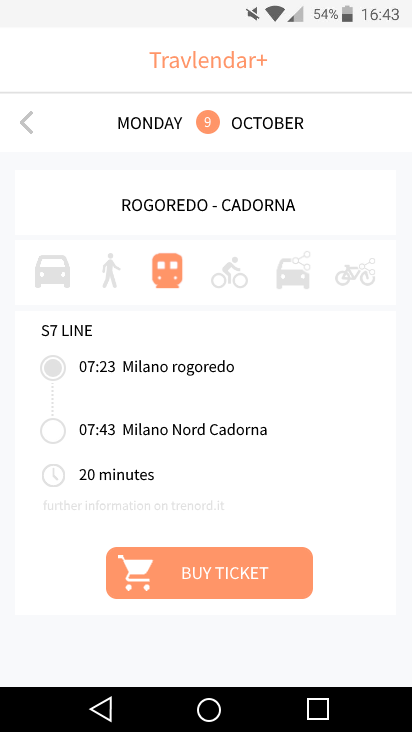 54% 16:43
Travlendar+
MONDAY 9 OCTOBER
ROGOREDO - CADORNA
S7 LINE
07:23 Milano rogoredo
07:43 Milano Nord Cadorna
20 minutes
further information on trenord.it
BUY TICKET